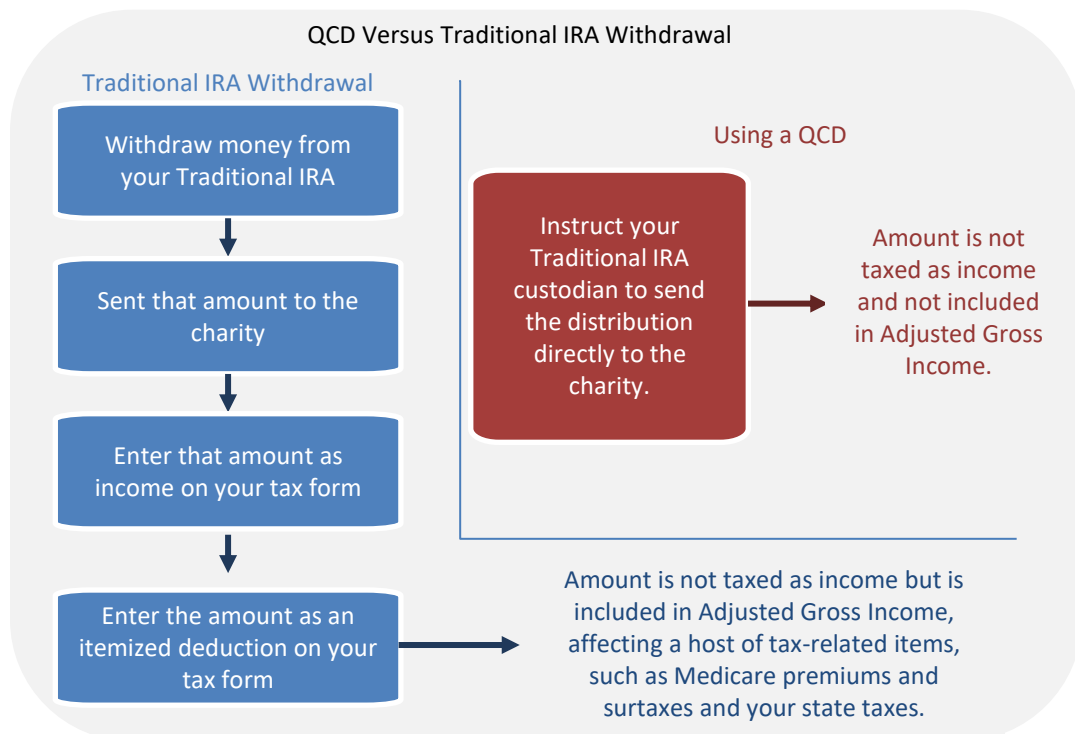 QCD Versus Traditional IRA Withdrawal
Traditional IRA Withdrawal
Withdraw money from
your Traditional IRA
Sent that amount to the
charity
Enter that amount as
income on your tax form
Enter the amount as an
itemized deduction on your
tax form
Using a QCD
Instruct your
Traditional IRA
custodian to send
the distribution
directly to the
charity.
Amount is not
taxed as income
and not included
in Adjusted Gross
Income.
Amount is not taxed as income but is
included in Adjusted Gross Income,
affecting a host of tax-related items,
such as Medicare premiums and
surtaxes and your state taxes.